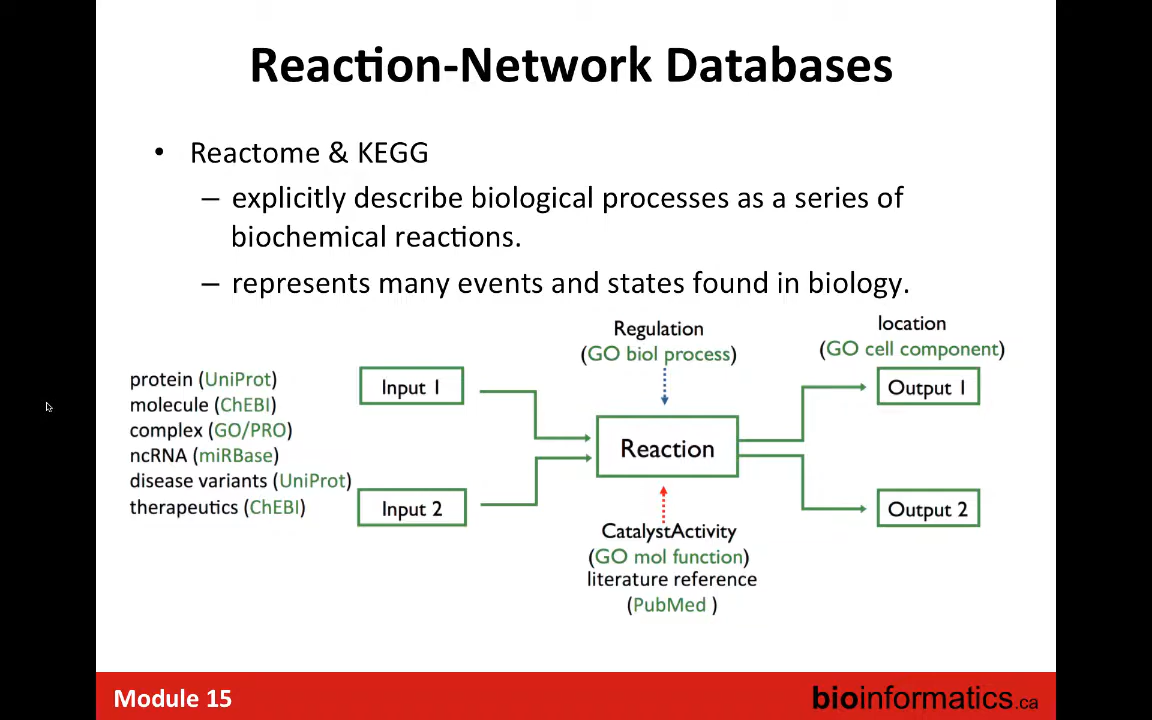 Reaction-Network Databases
• Reactome & KEGG
– explicitly describe biological processes as a series of
biochemical reactions.
– represents many events and states found in biology.
protein (UniProt)
molecule (ChEBI)
complex (GO/PRO)
ncRNA (miRBase)
disease variants (UniProt)
therapeutics (ChEBI)
Input 1
Input 2
Regulation
(GO biol process)
Reaction
CatalystActivity
(GO mol function)
literature reference
(PubMed )
location
(GO cell component)
Output 1
Output 2
Module 15
bioinformatics.ca